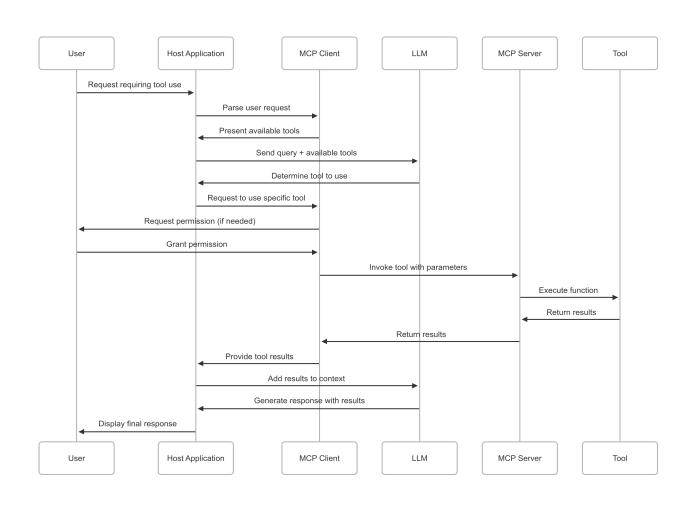 User
Host Application
MCP Client
LLM
MCP Server
Tool
Request requiring tool use
Parse user request
Present available tools
Send query + available tools
Determine tool to use
Request to use specific tool
Request permission (if needed)
Grant permission
Invoke tool with parameters
Execute function
Return results
Return results
Provide tool results
Add results to context
Generate response with results
Display final response
User
Host Application
MCP Client
LLM
MCP Server
Tool